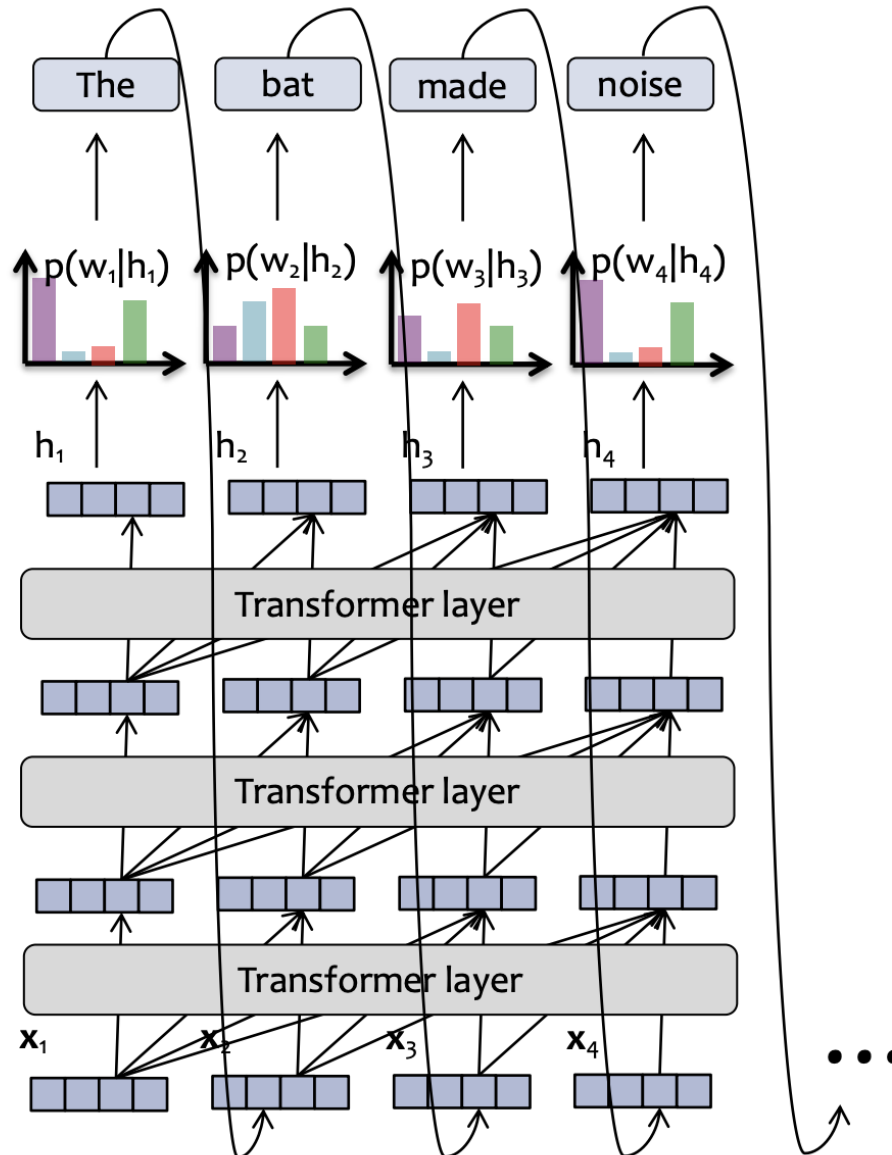 The bat made noise
p(w₁|h₁) p(w₂|h₂) p(w₃|h₃) p(w₄|h₄)
h₁ h₂ h₃ h₄
Transformer layer
Transformer layer
Transformer layer
x₁ x₂ x₃ x₄
...